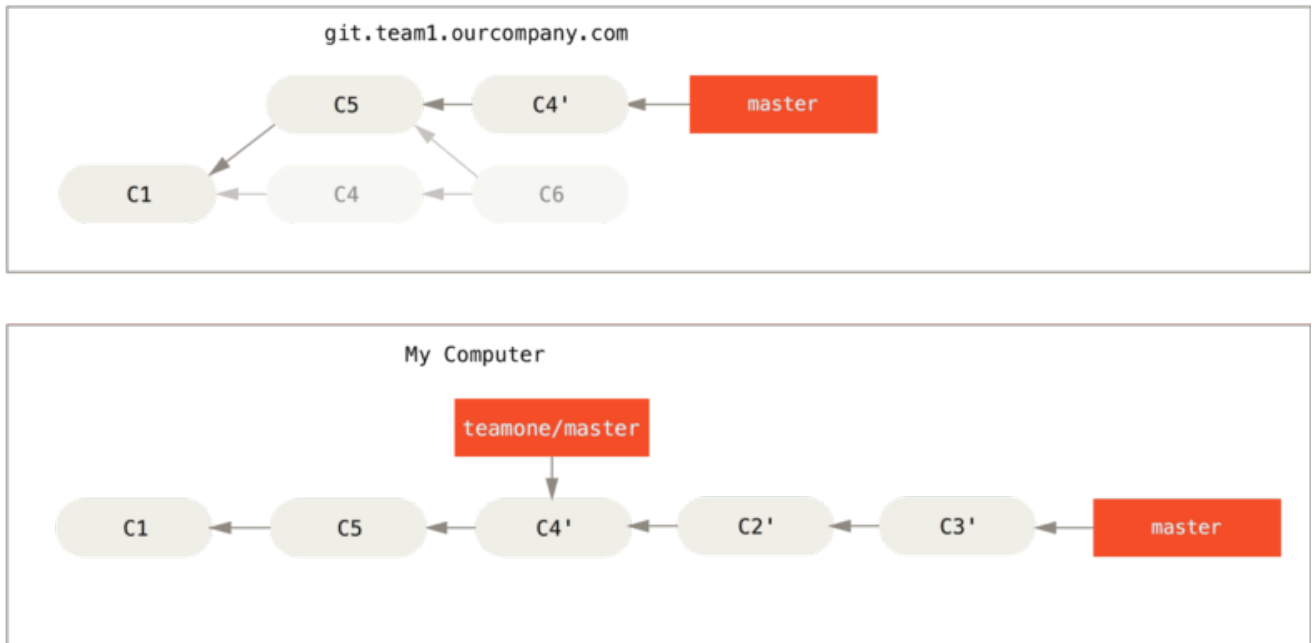 git.team1.ourcompany.com
C5 C4' master
C1 C4 C6
My Computer
teamone/master
C1 C5 C4' C2' C3' master